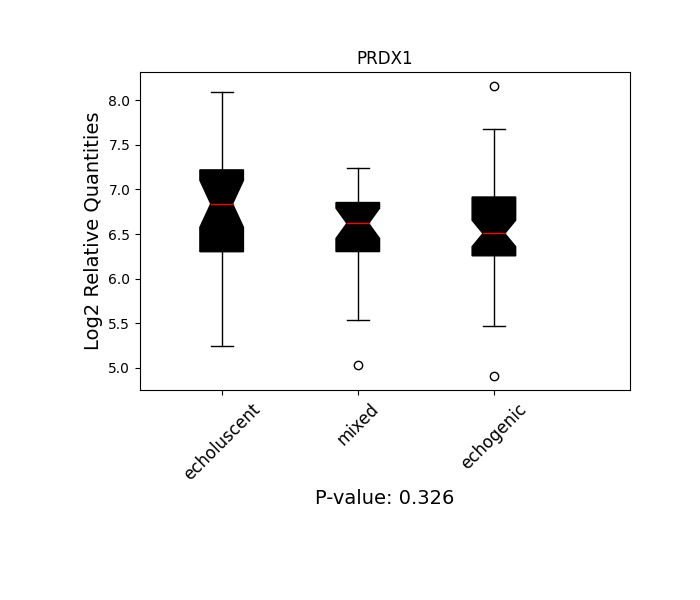 PRDX1
Log2 Relative Quantities
8.0
7.5
7.0
6.5
6.0
5.5
5.0
echoluscent
mixed
echogenic
P-value: 0.326